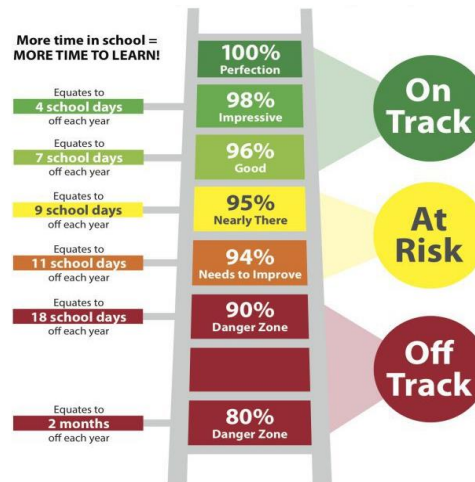 More time in school =
MORE TIME TO LEARN!
100%
Perfection
Equates to
4 school days
off each year
98%
Impressive
On
Track
Equates to
7 school days
off each year
96%
Good
Equates to
9 school days
off each year
95%
Nearly There
At
Risk
Equates to
11 school days
off each year
94%
Needs to Improve
Equates to
18 school days
off each year
90%
Danger Zone
Off
Track
Equates to
2 months
off each year
80%
Danger Zone